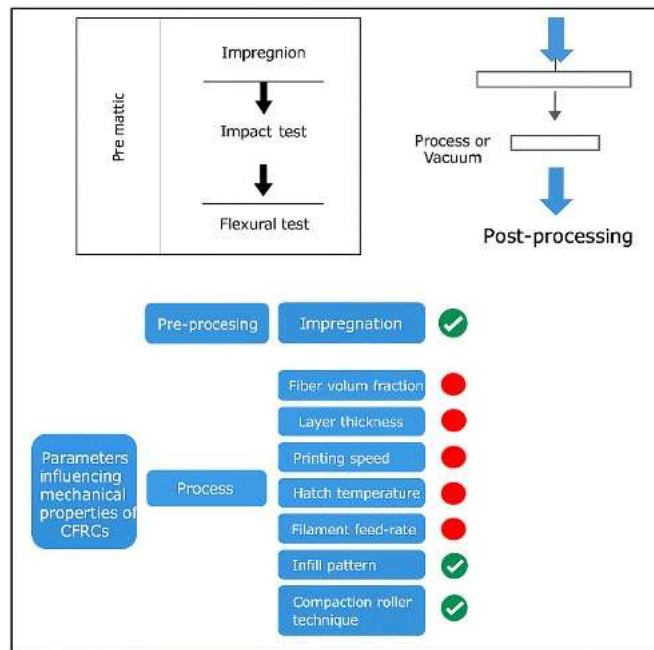 Pre mattic
Impregnion
Impact test
Flexural test
Process or
Vacuum
Post-processing
Pre-procesing
Impregnation
Fiber volum fraction
Layer thickness
Printing speed
Parameters
influencing
mechanical
properties of
CFRCs
Process
Hatch temperature
Filament feed-rate
Infill pattern
Compaction roller
technique